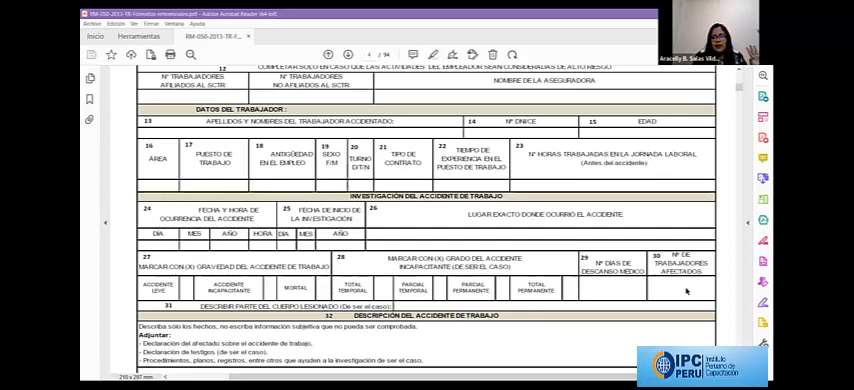 RM-050-2013-TR-Formatos referenciales.pdf - Adobe Acrobat Reader (64-bit)
Archivo Edición Ver Firmar Ventana Ayuda
Inicio Herramientas RM-050-2013-TR-F... ×
4 / 94
Aracelly B. Salas Vild...
12 COMPLETAR SOLO EN CASO QUE LAS ACTIVIDADES DEL EMPLEADOR SEAN CONSIDERADAS DE ALTO RIESGO
N° TRABAJADORES AFILIADOS AL SCTR
N° TRABAJADORES NO AFILIADOS AL SCTR
NOMBRE DE LA ASEGURADORA
DATOS DEL TRABAJADOR :
13 APELLIDOS Y NOMBRES DEL TRABAJADOR ACCIDENTADO:
14 N° DNI/CE
15 EDAD
16 ÁREA
17 PUESTO DE TRABAJO
18 ANTIGÜEDAD EN EL EMPLEO
19 SEXO F/M
20 TURNO D/T/N
21 TIPO DE CONTRATO
22 TIEMPO DE EXPERIENCIA EN EL PUESTO DE TRABAJO
23 N° HORAS TRABAJADAS EN LA JORNADA LABORAL
(Antes del accidente)
INVESTIGACIÓN DEL ACCIDENTE DE TRABAJO
24 FECHA Y HORA DE OCURRENCIA DEL ACCIDENTE
25 FECHA DE INICIO DE LA INVESTIGACIÓN
26 LUGAR EXACTO DONDE OCURRIÓ EL ACCIDENTE
DÍA MES AÑO HORA DÍA MES AÑO
27 MARCAR CON (X) GRAVEDAD DEL ACCIDENTE DE TRABAJO
28 MARCAR CON (X) GRADO DEL ACCIDENTE INCAPACITANTE (DE SER EL CASO)
29 N° DÍAS DE DESCANSO MÉDICO
30 N° DE TRABAJADORES AFECTADOS
ACCIDENTE LEVE
ACCIDENTE INCAPACITANTE
MORTAL
TOTAL TEMPORAL
PARCIAL TEMPORAL
PARCIAL PERMANENTE
TOTAL PERMANENTE
31 DESCRIBIR PARTE DEL CUERPO LESIONADO (De ser el caso):
32 DESCRIPCIÓN DEL ACCIDENTE DE TRABAJO
Describa sólo los hechos, no escriba información subjetiva que no pueda ser comprobada.
Adjuntar:
- Declaración del afectado sobre el accidente de trabajo.
- Declaración de testigos (de ser el caso).
- Procedimientos, planos, registros, entre otros que ayuden a la investigación de ser el caso.
210 x 297 mm
IPC PERÚ Instituto Peruano de Capacitación